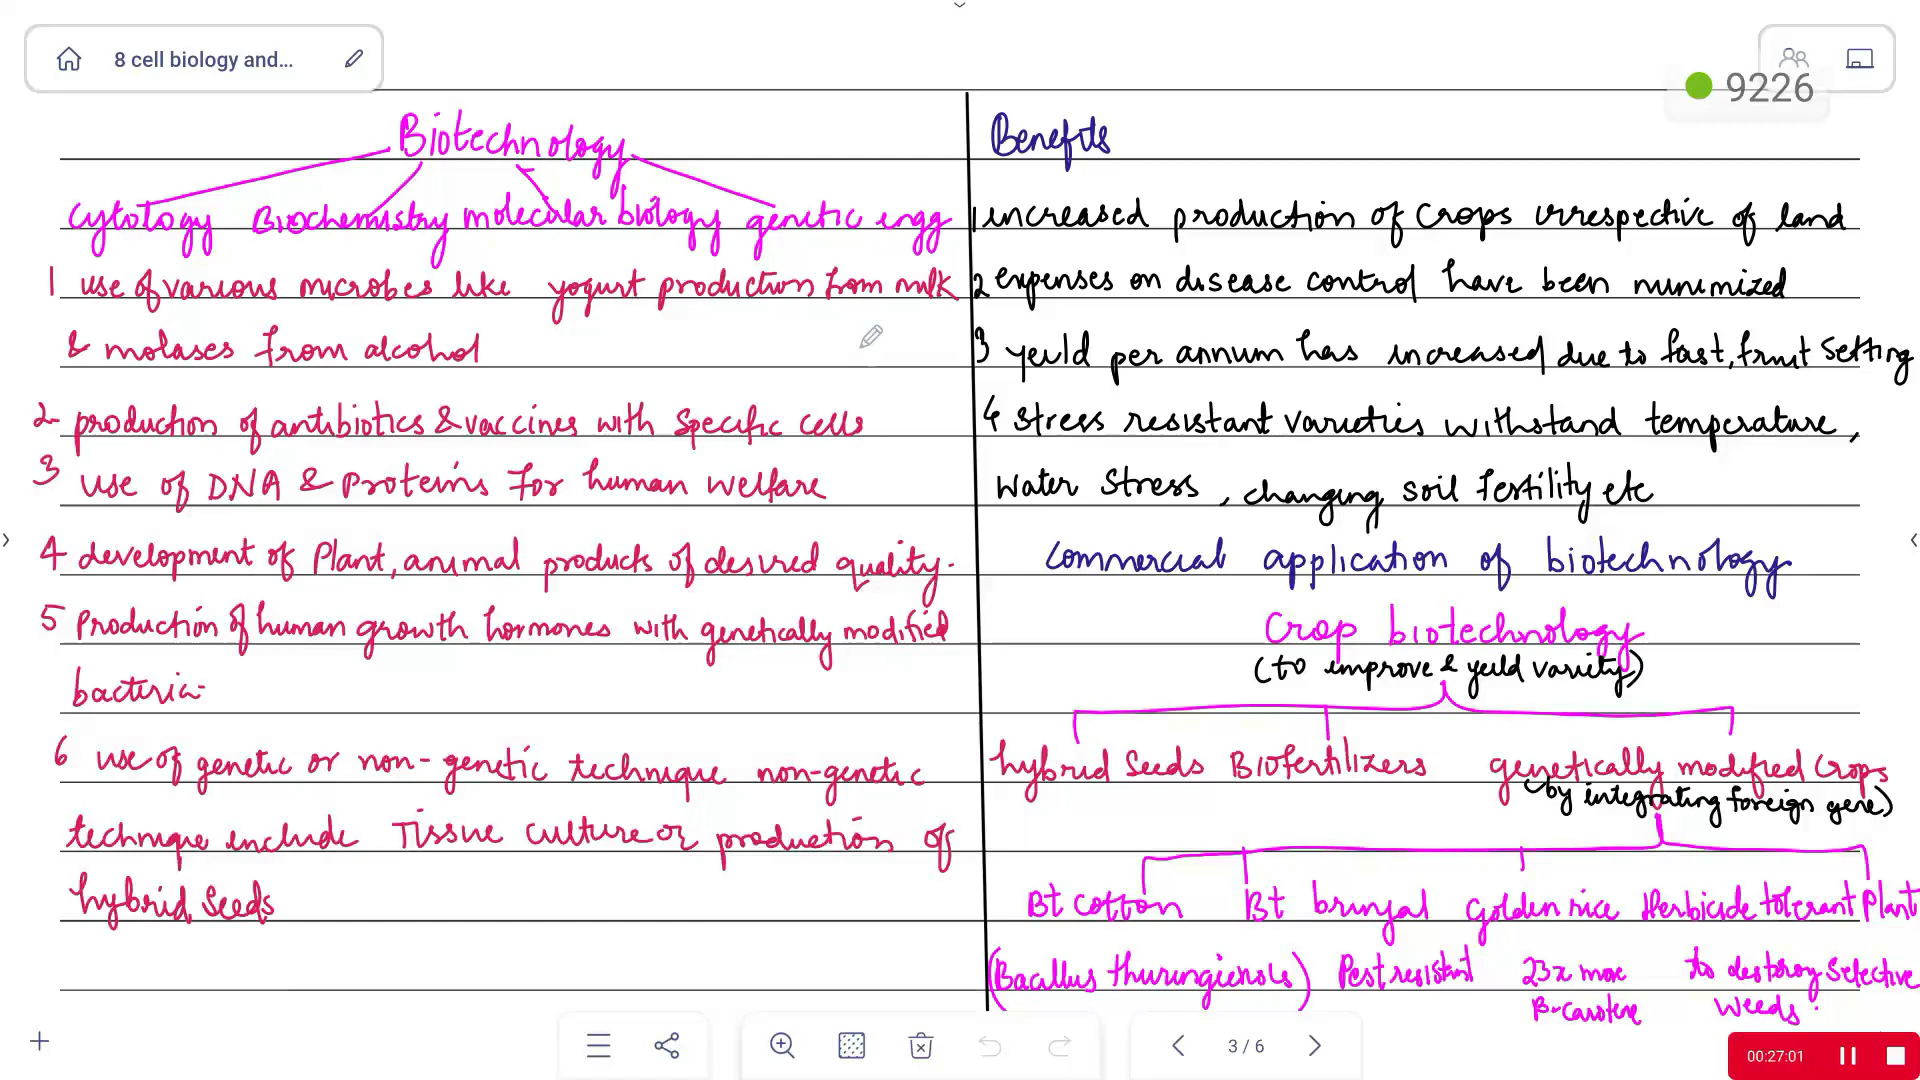 8 cell biology and...
9226
Biotechnology
Cytology Biochemistry molecular biology genetic engg
1 use of various microbes like yogurt production from milk
& molases from alcohol
2- production of antibiotics & vaccines with specific cells
3 use of DNA & Proteins for human welfare
4 development of Plant, animal products of desired quality.
5 Production of human growth hormones with genetically modified
bacteria-
6 use of genetic or non-genetic technique non-genetic
technique include Tissue culture or production of
hybrid seeds
Benefits
1 increased production of crops irrespective of land
2 expenses on disease control have been minimized
3 yeild per annum has increased due to fast, fruit setting
4 Stress resistant varieties withstand temperature,
Water Stress, changing soil fertility etc
Commercial application of biotechnology
Crop biotechnology
(to improve & yeild varity)
hybrid Seeds Biofertilizers genetically modified crops
(by integrating foreign gene)
Bt cotton Bt brinjal Golden rice Herbicide tolerant Plant
(Bacillus thuringienols) Pest resistant 23x more to destroy selective
B-carotene weeds.
3 / 6
00:27:01